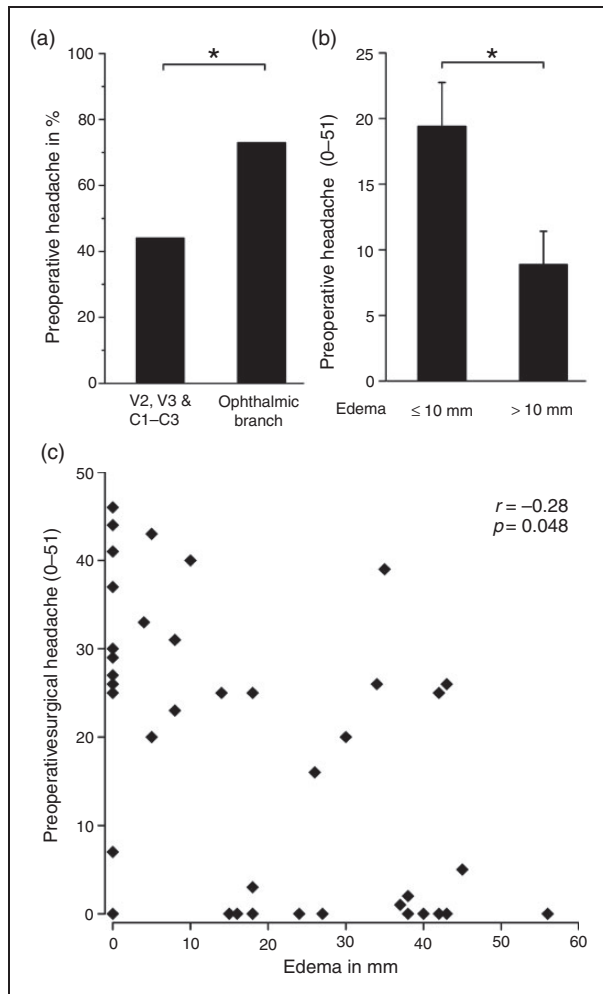 (a)
*
Preoperative headache in %
100
80
60
40
20
0
V2, V3 &
C1–C3
Ophthalmic
branch
(b)
*
Preoperative (0–51)
25
20
15
10
5
0
Edema
≤ 10 mm
> 10 mm
(c)
r = –0.28
p = 0.048
Preoperativesurgical headache (0–51)
50
40
30
20
10
0
0
10
20
30
40
50
60
Edema in mm